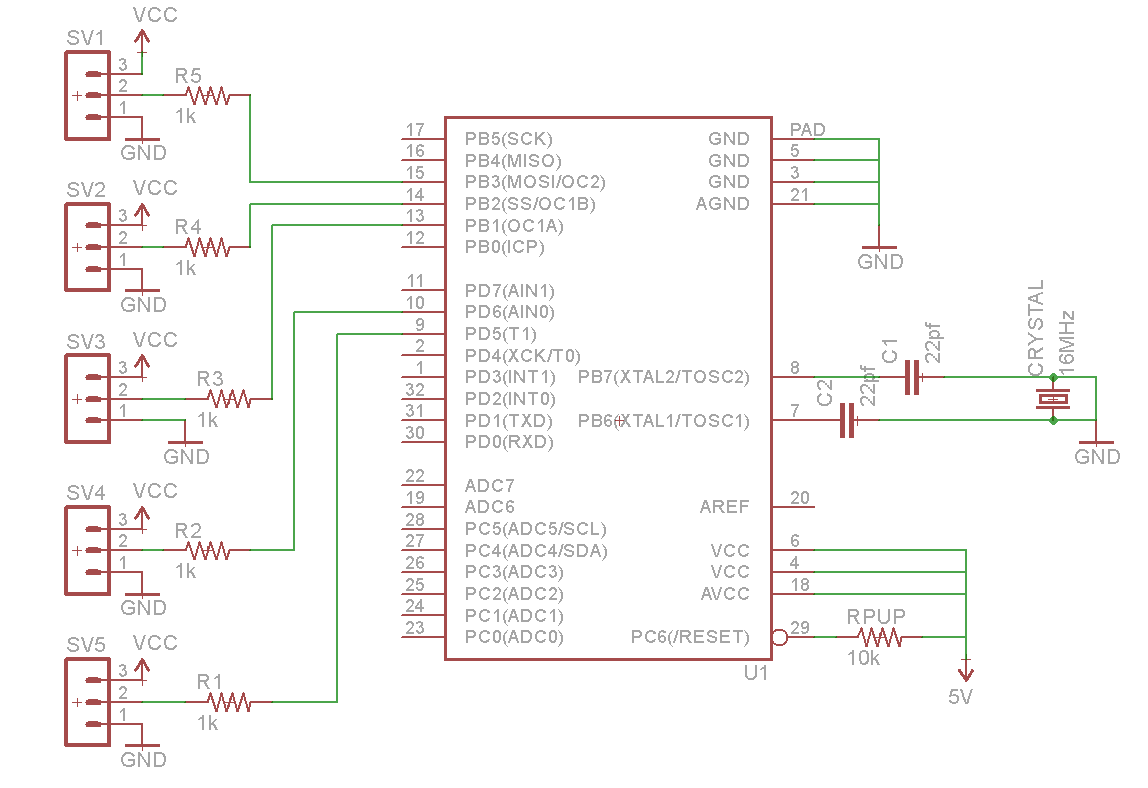 VCC
SV1
3
2
1
R5
1k
GND
VCC
SV2
3
2
1
R4
1k
GND
VCC
SV3
3
2
1
R3
1k
GND
VCC
SV4
3
2
1
R2
1k
GND
VCC
SV5
3
2
1
R1
1k
GND
17 PB5(SCK)
16 PB4(MISO)
15 PB3(MOSI/OC2)
14 PB2(SS/OC1B)
13 PB1(OC1A)
12 PB0(ICP)
11 PD7(AIN1)
10 PD6(AIN0)
9 PD5(T1)
2 PD4(XCK/T0)
1 PD3(INT1)
32 PD2(INT0)
31 PD1(TXD)
30 PD0(RXD)
22 ADC7
19 ADC6
28 PC5(ADC5/SCL)
27 PC4(ADC4/SDA)
26 PC3(ADC3)
25 PC2(ADC2)
24 PC1(ADC1)
23 PC0(ADC0)
GND PAD
GND 5
GND 3
AGND 21
GND
PB7(XTAL2/TOSC2) 8
PB6(XTAL1/TOSC1) 7
C1
22pf
C2
22pf
CRYSTAL
16MHz
GND
AREF 20
VCC 6
VCC 4
AVCC 18
PC6(/RESET) 29
RPUP
10k
U1
5V